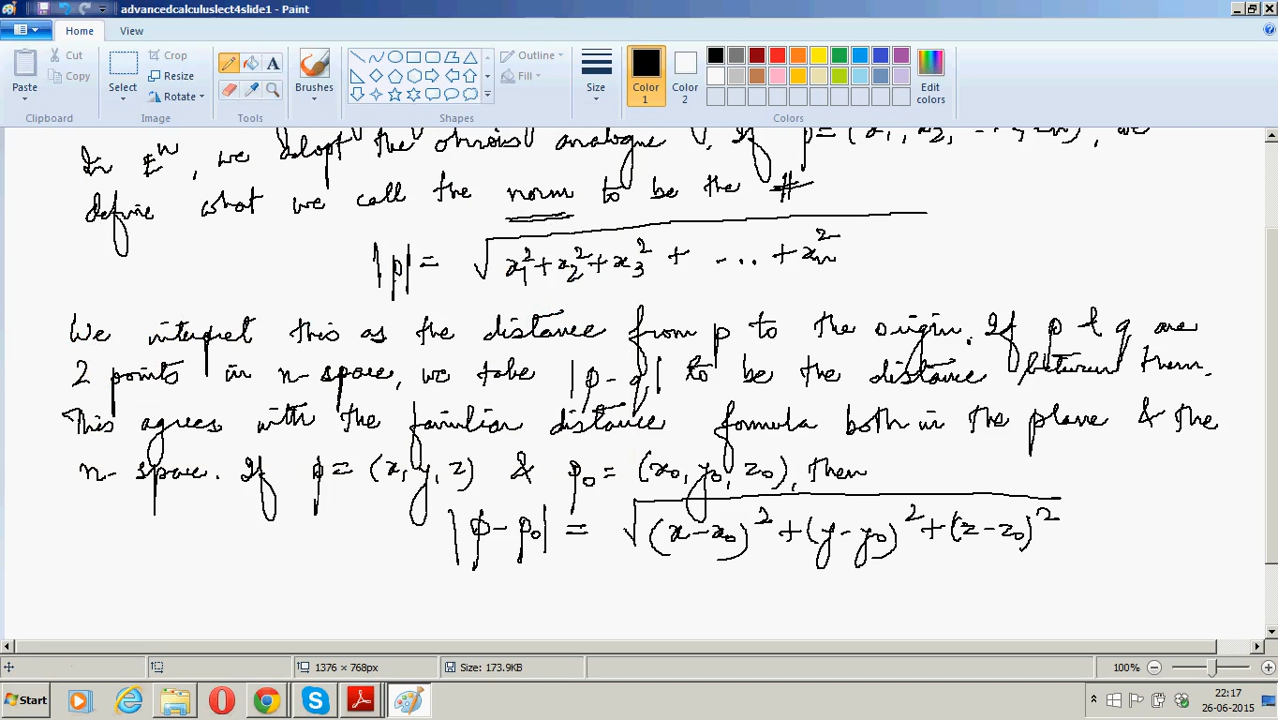 advancedcalculuslect4slide1 - Paint
Home View
Paste
Cut
Copy
Clipboard
Select
Crop
Resize
Rotate
Image
Tools
Brushes
Shapes
Outline
Fill
Size
Color 1
Color 2
Colors
Edit colors
In Eⁿ, we adopt the obvious analogue. If p = (x₁, x₂, ..., xₙ), we
define what we call the norm to be the #
|p| = √(x₁² + x₂² + x₃² + ... + xₙ²)
We interpret this as the distance from p to the origin. If p & q are
2 points in n-space, we take |p-q| to be the distance between them.
This agrees with the familiar distance formula both in the plane & the
n-space. If p = (x, y, z) & p₀ = (x₀, y₀, z₀), then
|p - p₀| = √((x-x₀)² + (y-y₀)² + (z-z₀)²)
1376 × 768px
Size: 173.9KB
100%
Start
22:17
26-06-2015